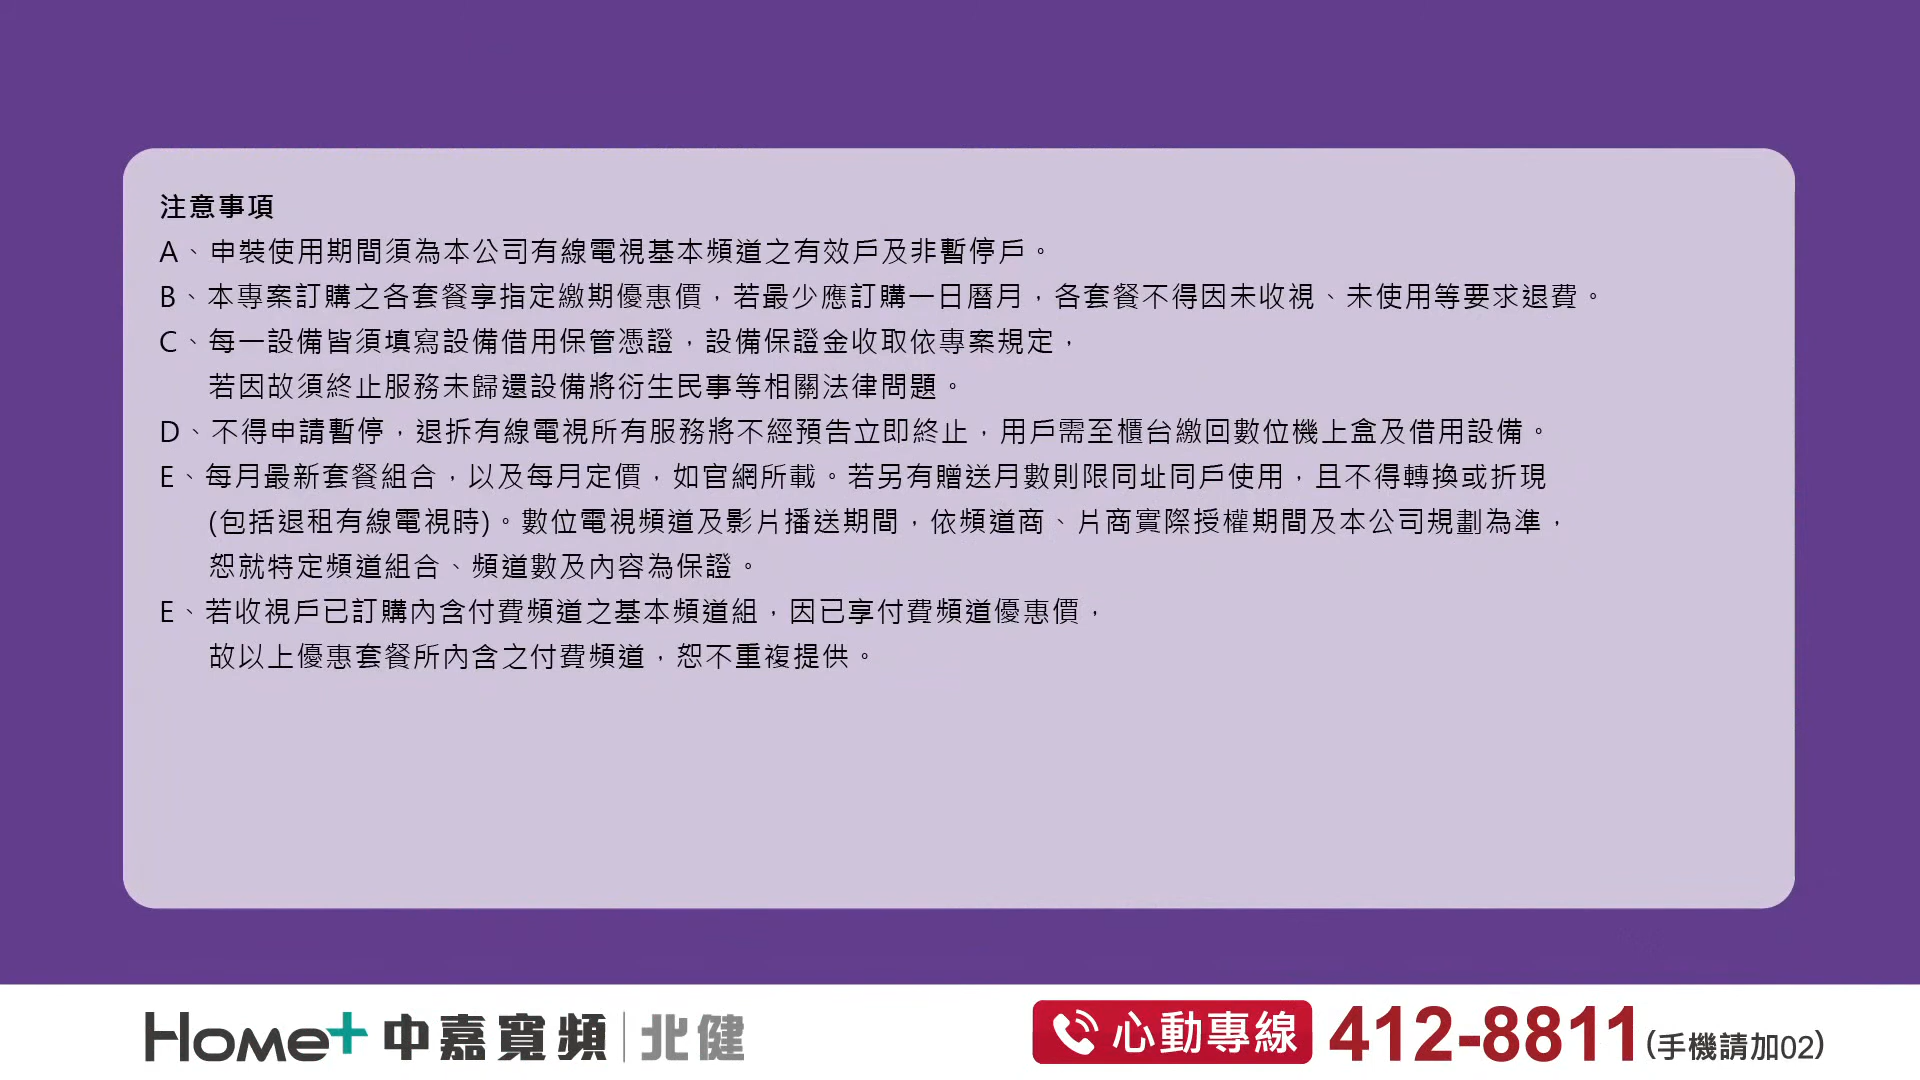 注意事項
A、申裝使用期間須為本公司有線電視基本頻道之有效戶及非暫停戶。
B、本專案訂購之各套餐享指定繳期優惠價，若最少應訂購一日曆月，各套餐不得因未收視、未使用等要求退費。
C、每一設備皆須填寫設備借用保管憑證，設備保證金收取依專案規定，
若因故須終止服務未歸還設備將衍生民事等相關法律問題。
D、不得申請暫停，退拆有線電視所有服務將不經預告立即終止，用戶需至櫃台繳回數位機上盒及借用設備。
E、每月最新套餐組合，以及每月定價，如官網所載。若另有贈送月數則限同址同戶使用，且不得轉換或折現
(包括退租有線電視時)。數位電視頻道及影片播送期間，依頻道商、片商實際授權期間及本公司規劃為準，
恕就特定頻道組合、頻道數及內容為保證。
E、若收視戶已訂購內含付費頻道之基本頻道組，因已享付費頻道優惠價，
故以上優惠套餐所內含之付費頻道，恕不重複提供。
Home+ 中嘉寬頻 | 北健
心動專線 412-8811 (手機請加02)